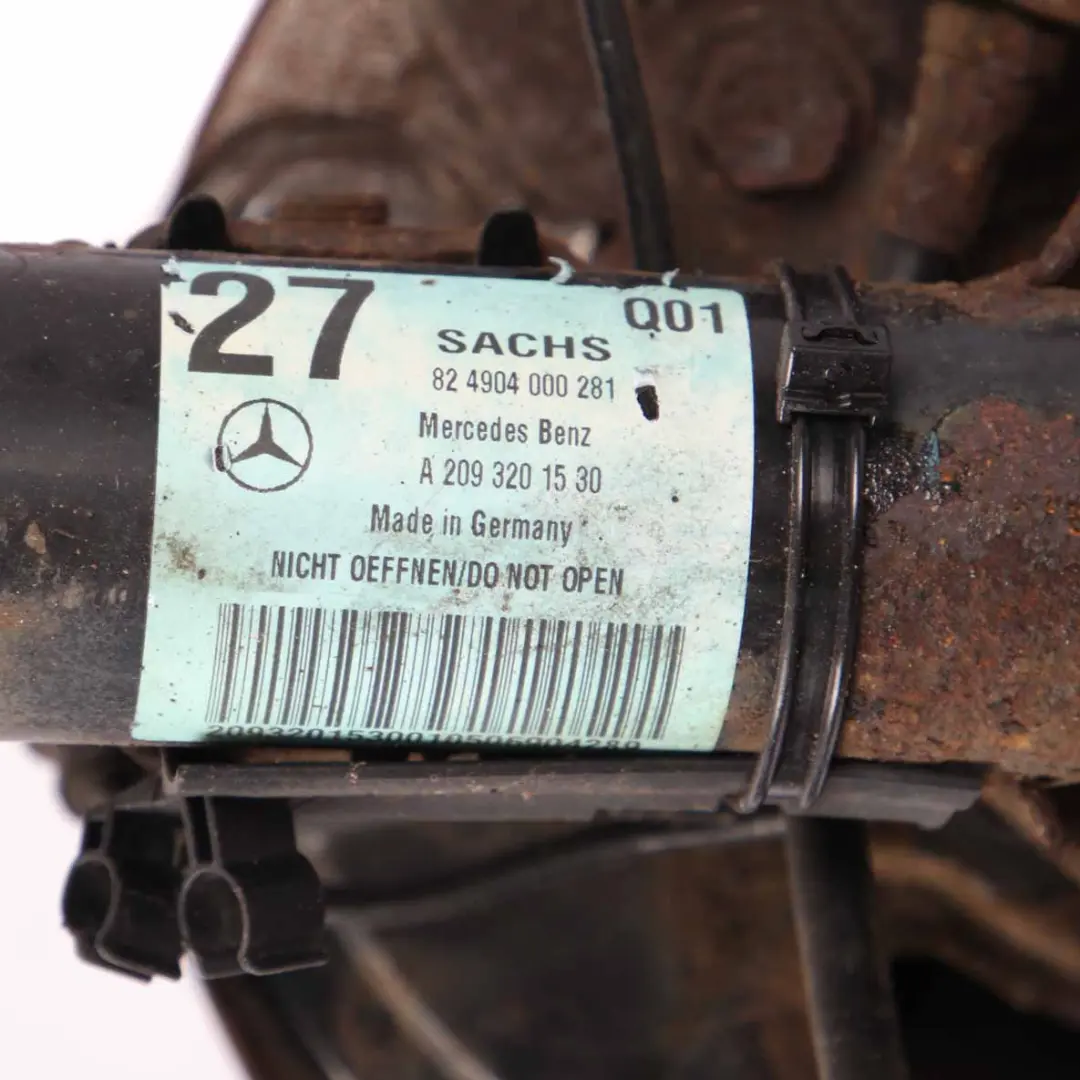 27
Q01
SACHS
82 4904 000 281
Mercedes Benz
A 209 320 15 30
Made in Germany
NICHT OEFFNEN/DO NOT OPEN